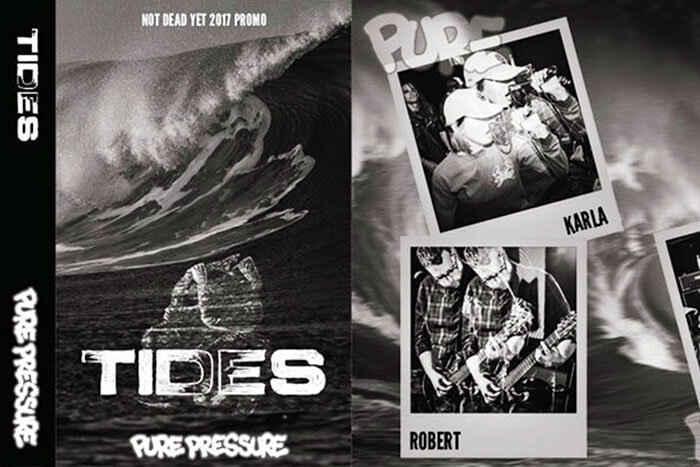 TIDES
PURE PRESSURE
NOT DEAD YET 2017 PROMO
TIDES
PURE PRESSURE
PURE
KARLA
ROBERT